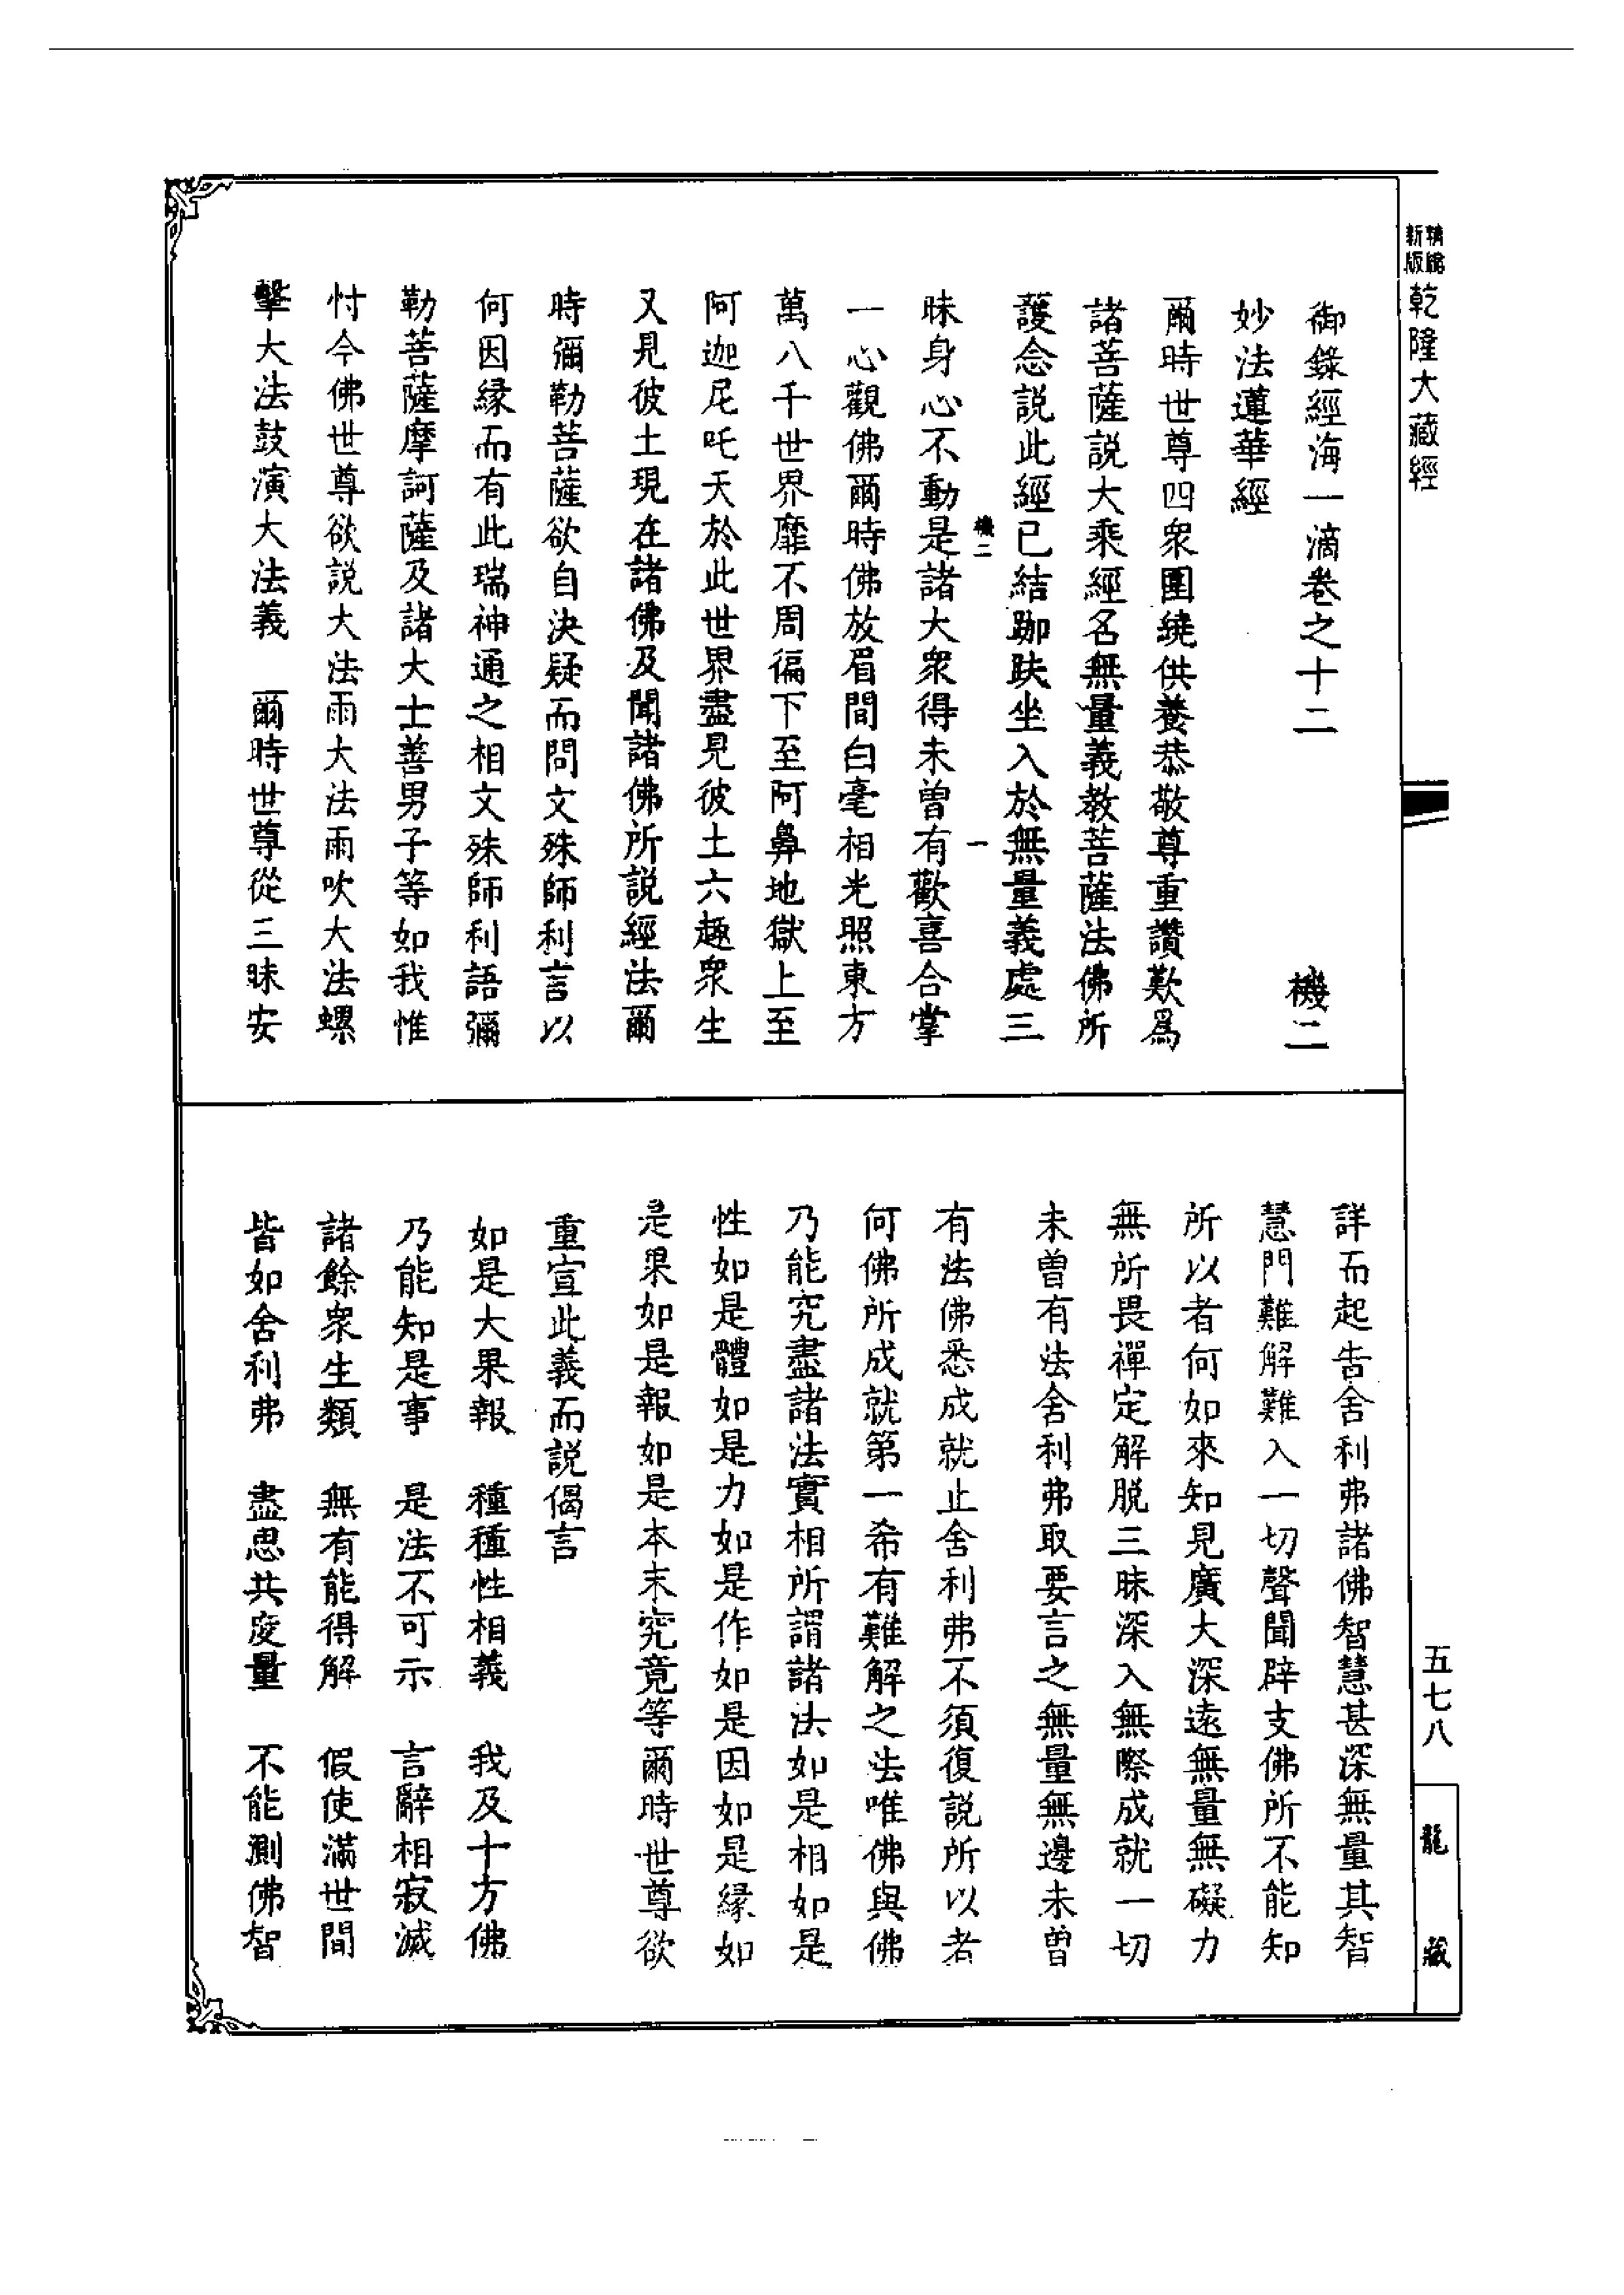 精縮
新版
乾隆大藏經
御錄經海一滴卷之十二
機二
妙法蓮華經
爾時世尊四衆圍繞供養恭敬尊重讚歎爲
諸菩薩説大乘經名無量義教菩薩法佛所
護念説此經已結跏趺坐入於無量義處三
機二
一
昧身心不動是諸大衆得未曾有歡喜合掌
一心觀佛爾時佛放眉間白毫相光照東方
萬八千世界靡不周徧下至阿鼻地獄上至
阿迦尼吒天於此世界盡見彼土六趣衆生
又見彼土現在諸佛及聞諸佛所説經法爾
時彌勒菩薩欲自決疑而問文殊師利言以
何因緣而有此瑞神通之相文殊師利語彌
勒菩薩摩訶薩及諸大士善男子等如我惟
忖今佛世尊欲説大法雨大法雨吹大法螺
擊大法鼓演大法義　爾時世尊從三昧安
詳而起告舍利弗諸佛智慧甚深無量其智
慧門難解難入一切聲聞辟支佛所不能知
所以者何如來知見廣大深遠無量無礙力
無所畏禪定解脱三昧深入無際成就一切
未曾有法舍利弗取要言之無量無邊未曾
有法佛悉成就止舍利弗不須復説所以者
何佛所成就第一希有難解之法唯佛與佛
乃能究盡諸法實相所謂諸法如是相如是
性如是體如是力如是作如是因如是緣如
是果如是報如是本末究竟等爾時世尊欲
重宣此義而説偈言
如是大果報　種種性相義　我及十方佛
乃能知是事　是法不可示　言辭相寂滅
諸餘衆生類　無有能得解　假使滿世間
皆如舍利弗　盡思共度量　不能測佛智
五七八
龍藏